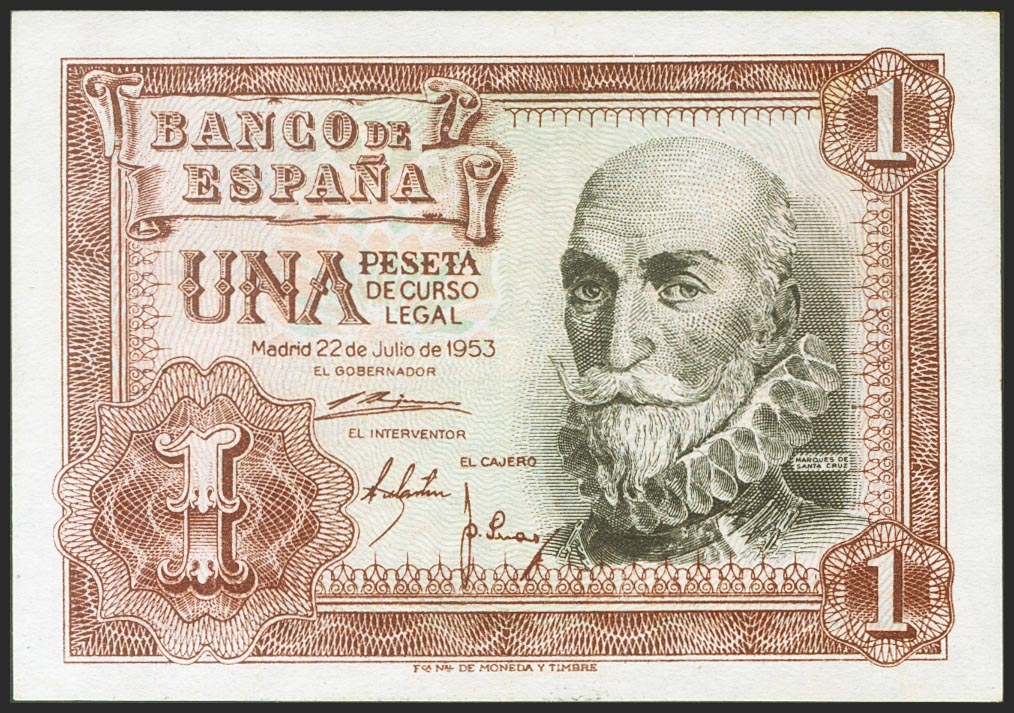 BANCO DE
ESPAÑA
1
UNA PESETA
DE CURSO
LEGAL
Madrid 22 de Julio de 1953
EL GOBERNADOR
EL INTERVENTOR
EL CAJERO
MARQUES DE
SANTA CRUZ
1
1
Fca. Nal. DE MONEDA Y TIMBRE